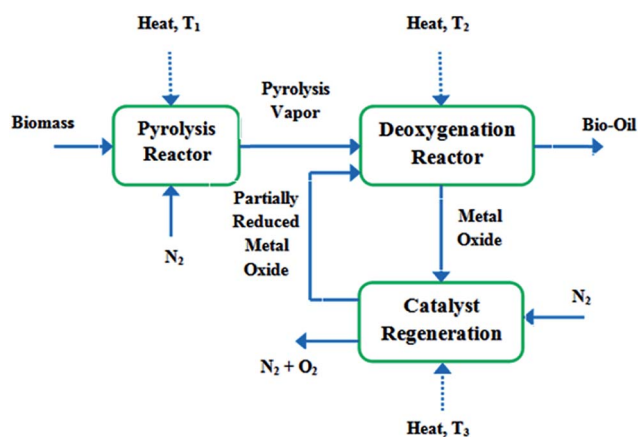 Heat, T₁
Heat, T₂
Biomass
Pyrolysis
Reactor
Pyrolysis
Vapor
Deoxygenation
Reactor
Bio-Oil
N₂
Partially
Reduced
Metal
Oxide
Metal
Oxide
Catalyst
Regeneration
N₂
N₂ + O₂
Heat, T₃